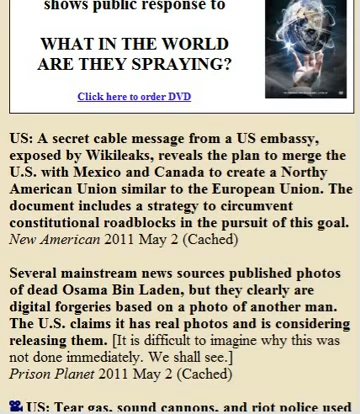 shows public response to
WHAT IN THE WORLD
ARE THEY SPRAYING?
Click here to order DVD
US: A secret cable message from a US embassy,
exposed by Wikileaks, reveals the plan to merge the
U.S. with Mexico and Canada to create a Northy
American Union similar to the European Union. The
document includes a strategy to circumvent
constitutional roadblocks in the pursuit of this goal.
New American 2011 May 2 (Cached)
Several mainstream news sources published photos
of dead Osama Bin Laden, but they clearly are
digital forgeries based on a photo of another man.
The U.S. claims it has real photos and is considering
releasing them. [It is difficult to imagine why this was
not done immediately. We shall see.]
Prison Planet 2011 May 2 (Cached)
US: Tear gas, sound cannons, and riot police used